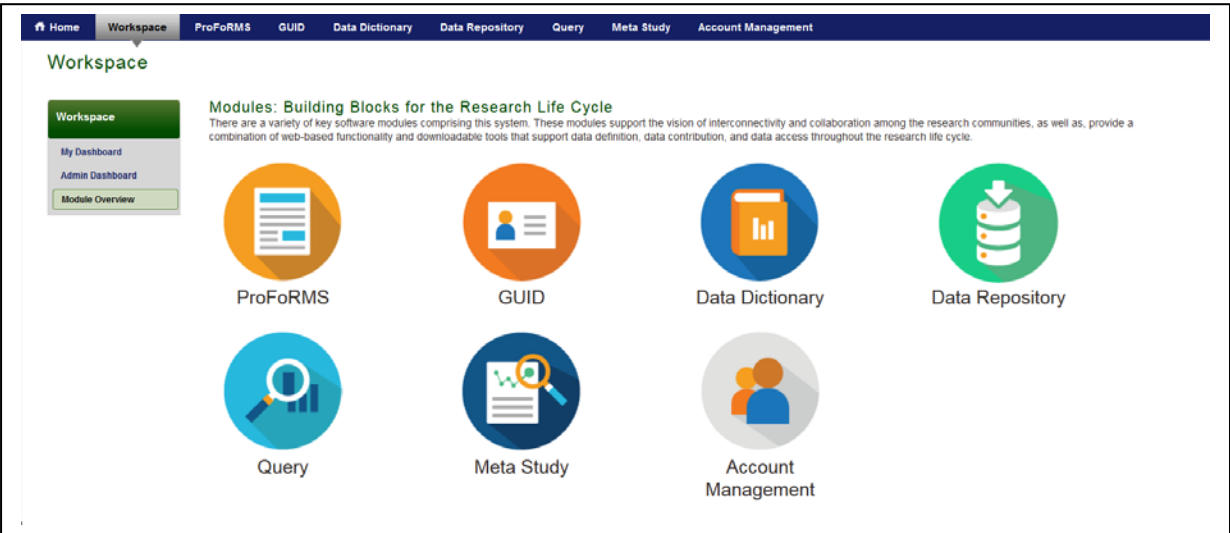 Home Workspace ProFoRMS GUID Data Dictionary Data Repository Query Meta Study Account Management
Workspace
Workspace
My Dashboard
Admin Dashboard
Module Overview
Modules: Building Blocks for the Research Life Cycle
There are a variety of key software modules comprising this system. These modules support the vision of interconnectivity and collaboration among the research communities, as well as, provide a
combination of web-based functionality and downloadable tools that support data definition, data contribution, and data access throughout the research life cycle.
ProFoRMS GUID Data Dictionary Data Repository
Query Meta Study Account
Management